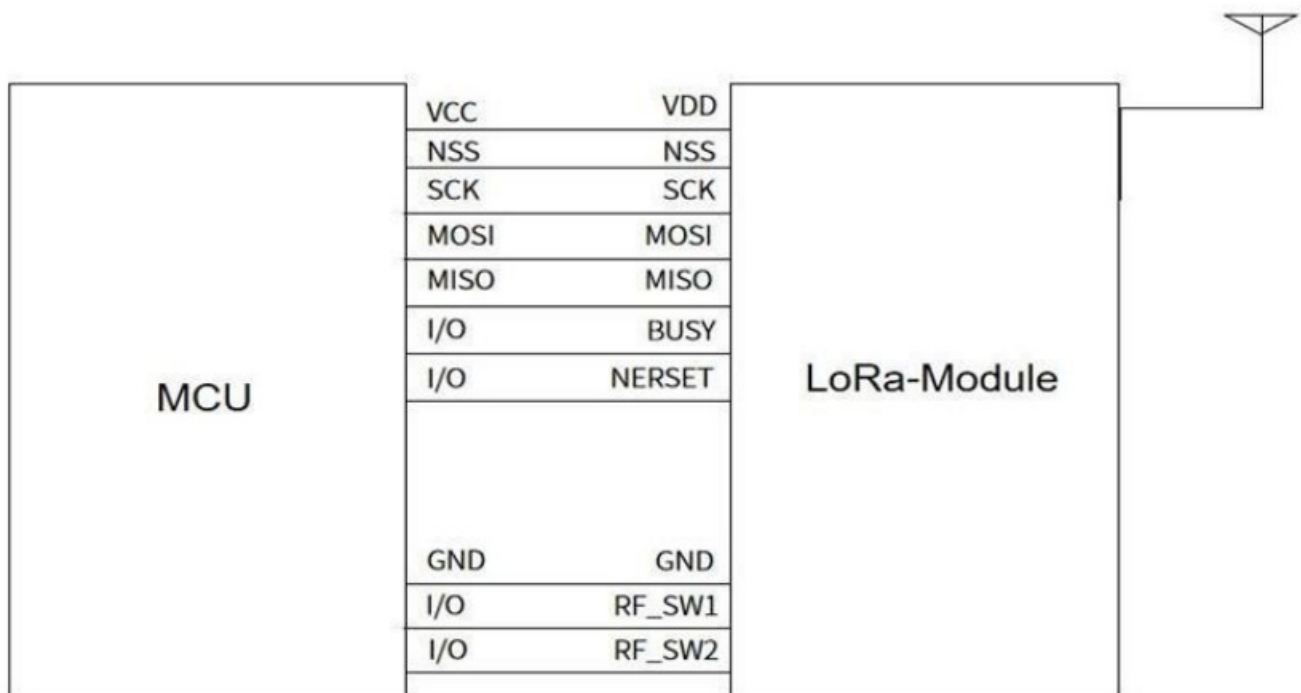 VCC VDD
NSS NSS
SCK SCK
MOSI MOSI
MISO MISO
I/O BUSY
I/O NERSET
MCU
LoRa-Module
GND GND
I/O RF_SW1
I/O RF_SW2